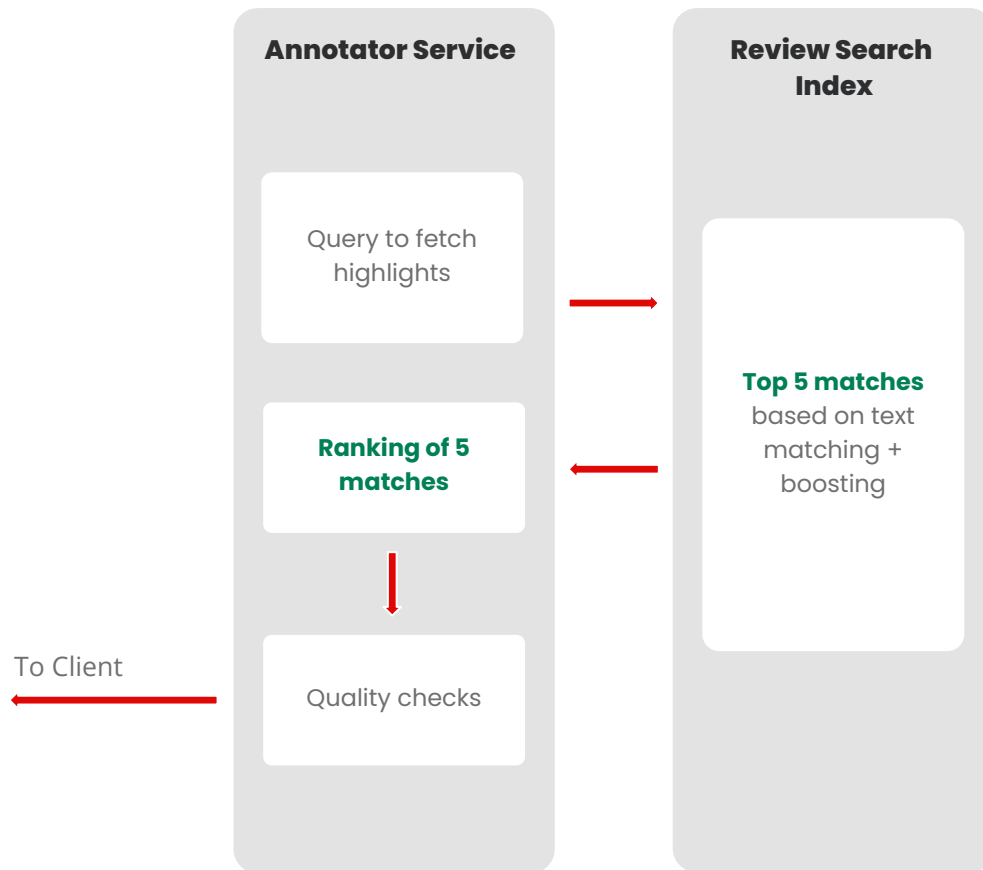 Annotator Service
Query to fetch
highlights
Ranking of 5
matches
Quality checks
To Client
Review Search
Index
Top 5 matches
based on text
matching +
boosting